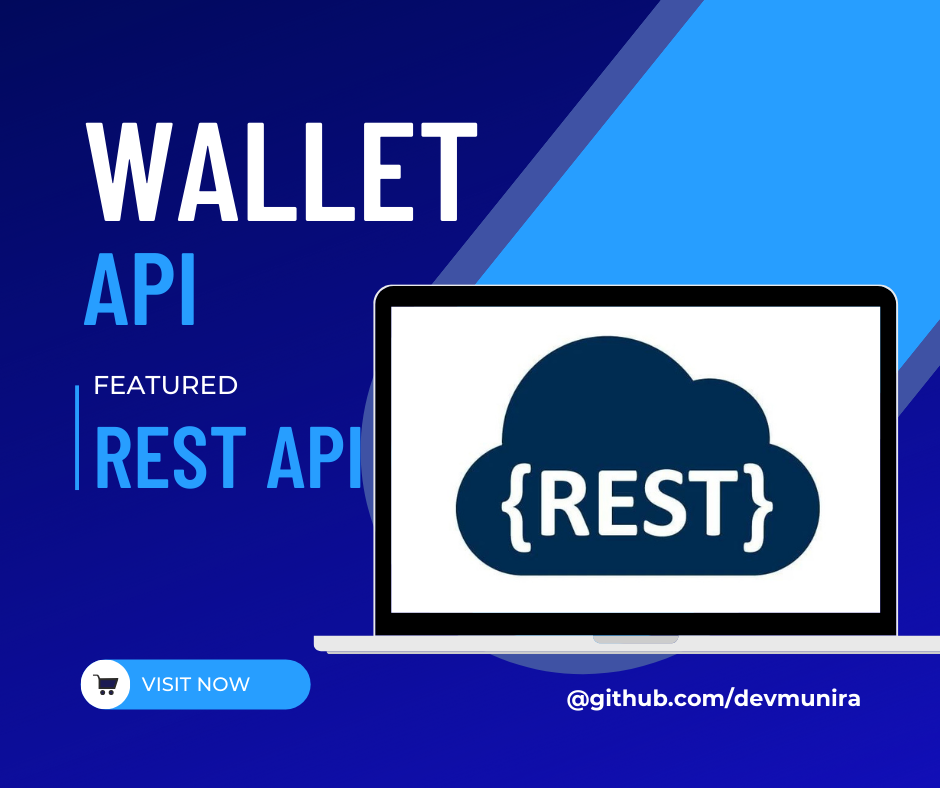 WALLET
API
FEATURED
REST API
{REST}
VISIT NOW
@github.com/devmunira